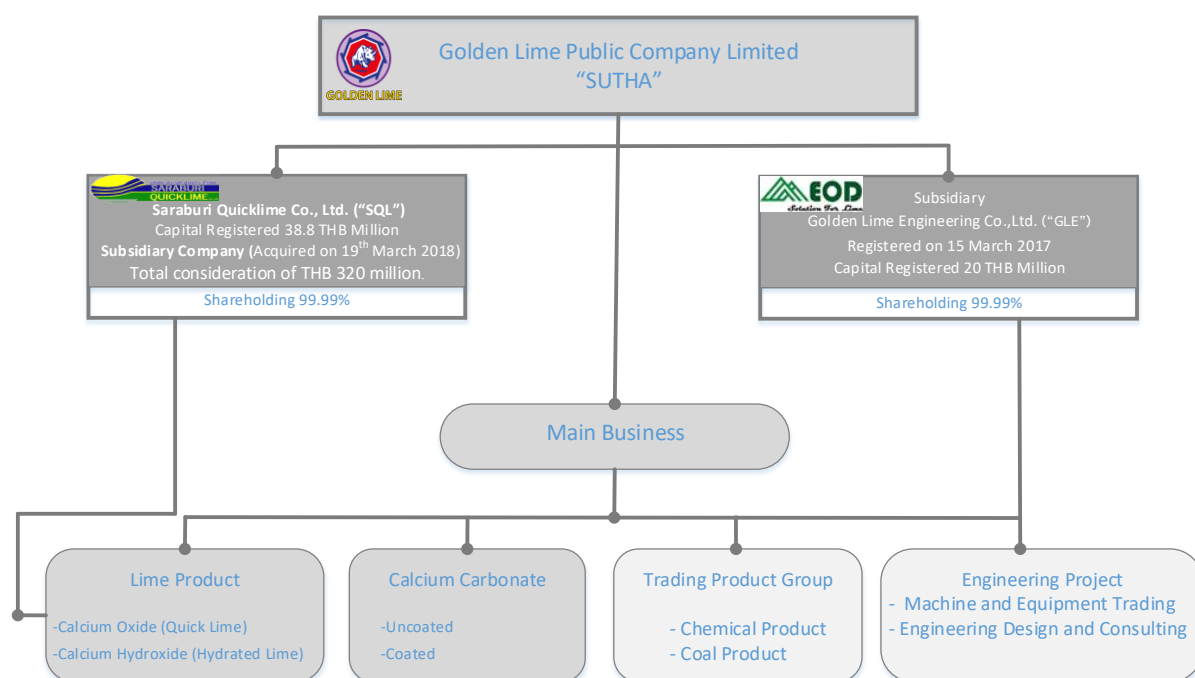 Golden Lime Public Company Limited
“SUTHA”
GOLDEN LIME
SARABURI
QUICKLIME
Saraburi Quicklime Co., Ltd. (“SQL”)
Capital Registered 38.8 THB Million
Subsidiary Company (Acquired on 19th March 2018)
Total consideration of THB 320 million.
Shareholding 99.99%
EOD
Solution For Lime
Subsidiary
Golden Lime Engineering Co.,Ltd. (“GLE”)
Registered on 15 March 2017
Capital Registered 20 THB Million
Shareholding 99.99%
Main Business
Lime Product
-Calcium Oxide (Quick Lime)
-Calcium Hydroxide (Hydrated Lime)
Calcium Carbonate
-Uncoated
-Coated
Trading Product Group
- Chemical Product
- Coal Product
Engineering Project
- Machine and Equipment Trading
- Engineering Design and Consulting